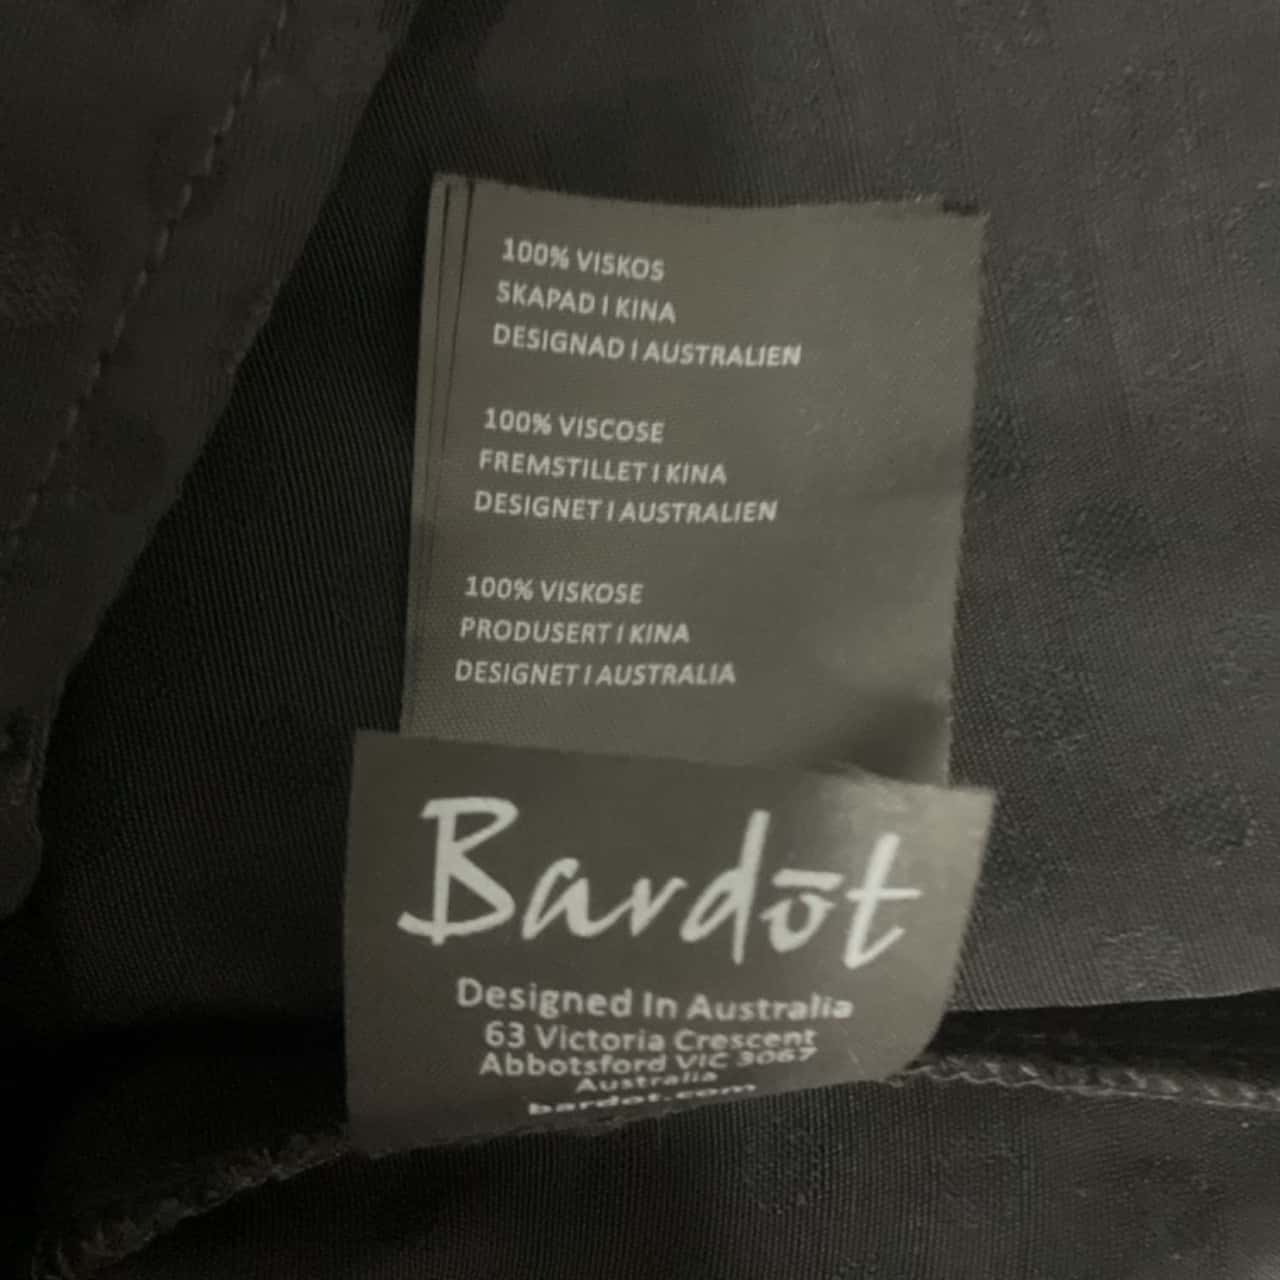 100% VISKOS
SKAPAD I KINA
DESIGNAD I AUSTRALIEN
100% VISCOSE
FREMSTILLET I KINA
DESIGNET I AUSTRALIEN
100% VISKOSE
PRODUSERT I KINA
DESIGNET I AUSTRALIA
Bardōt
Designed In Australia
63 Victoria Crescent
Abbotsford VIC 3067
Australia
bardot.com